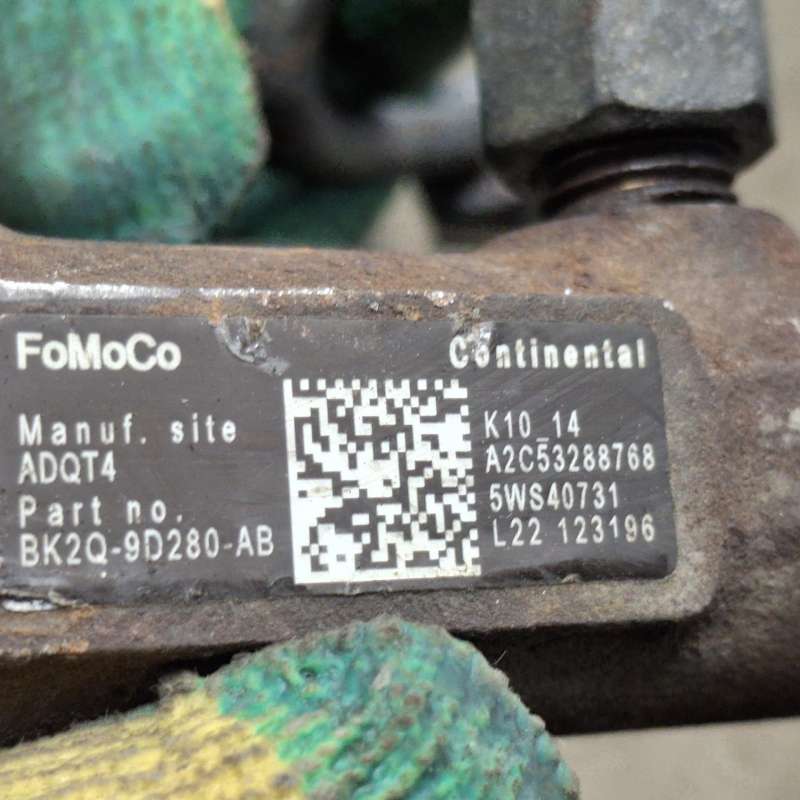 FoMoCo
Continental
Manuf. site
ADQT4
Part no.
BK2Q-9D280-AB
K10_14
A2C53288768
5WS40731
L22 123196